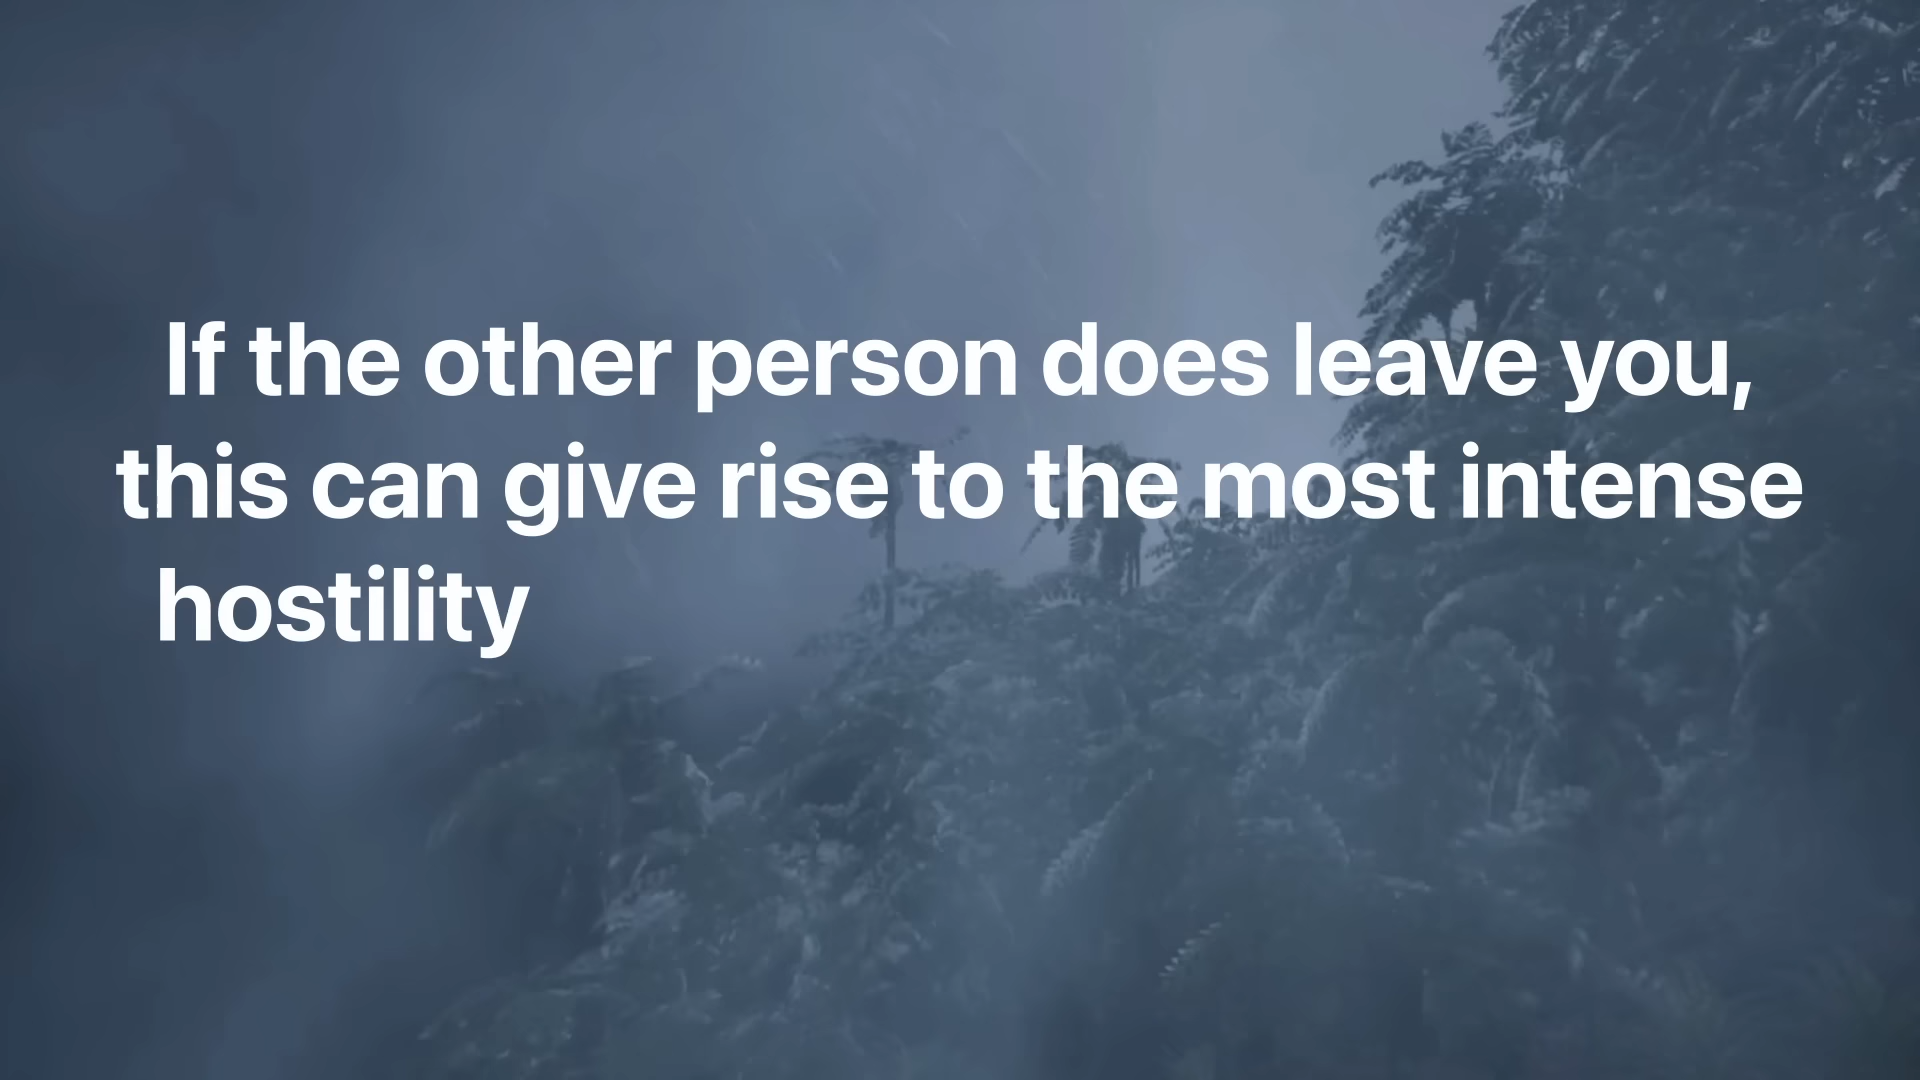 If the other person does leave you,
this can give rise to the most intense
hostility